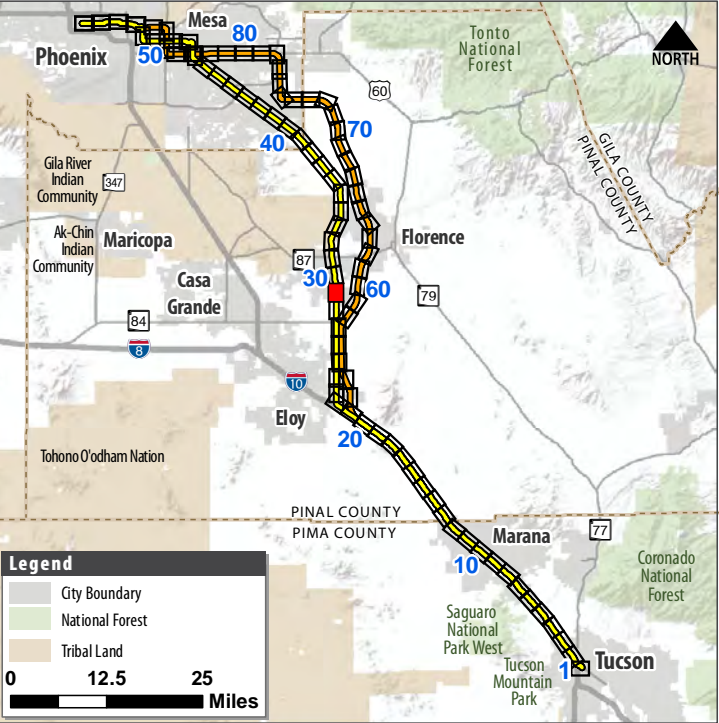 Mesa
80
Phoenix
50
Tonto
National
Forest
NORTH
60
70
40
GILA COUNTY
PINAL COUNTY
Gila River
Indian
Community
347
Ak-Chin
Indian
Community
Maricopa
Florence
87
30
Casa
Grande
60
79
84
8
10
Eloy
20
Tohono O'odham Nation
PINAL COUNTY
PIMA COUNTY
Marana
77
10
Coronado
National
Forest
Saguaro
National
Park West
Tucson
Mountain
Park
1
Tucson
Legend
City Boundary
National Forest
Tribal Land
0 12.5 25
Miles